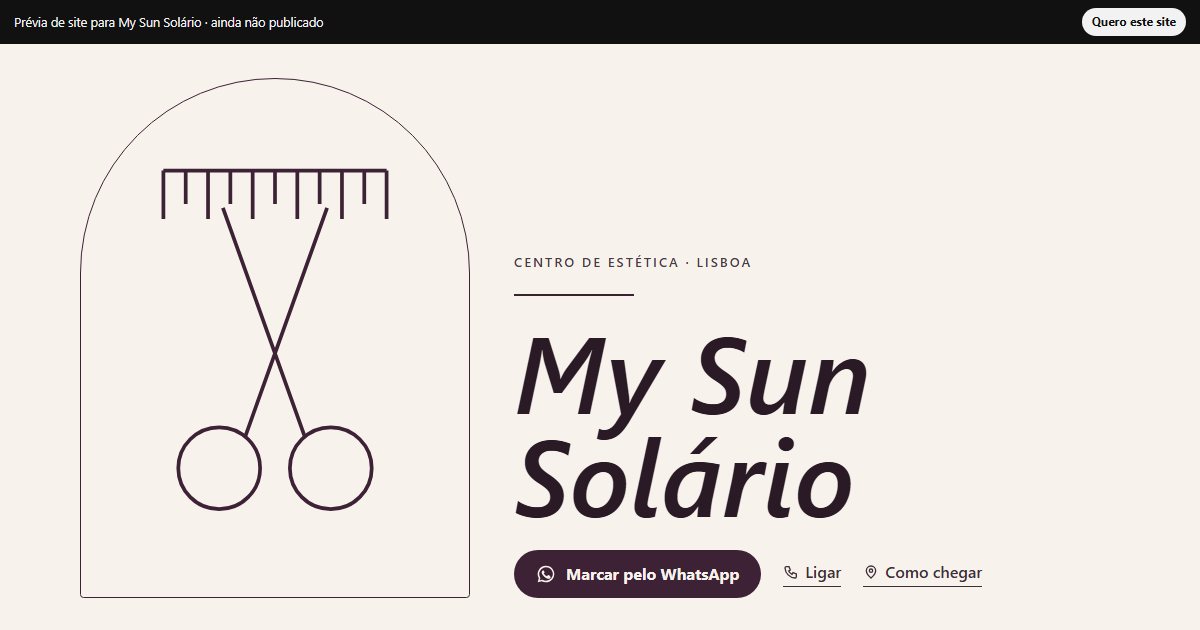 Prévia de site para My Sun Solário · ainda não publicado
Quero este site
CENTRO DE ESTÉTICA · LISBOA
My Sun
Solário
Marcar pelo WhatsApp
Ligar
Como chegar